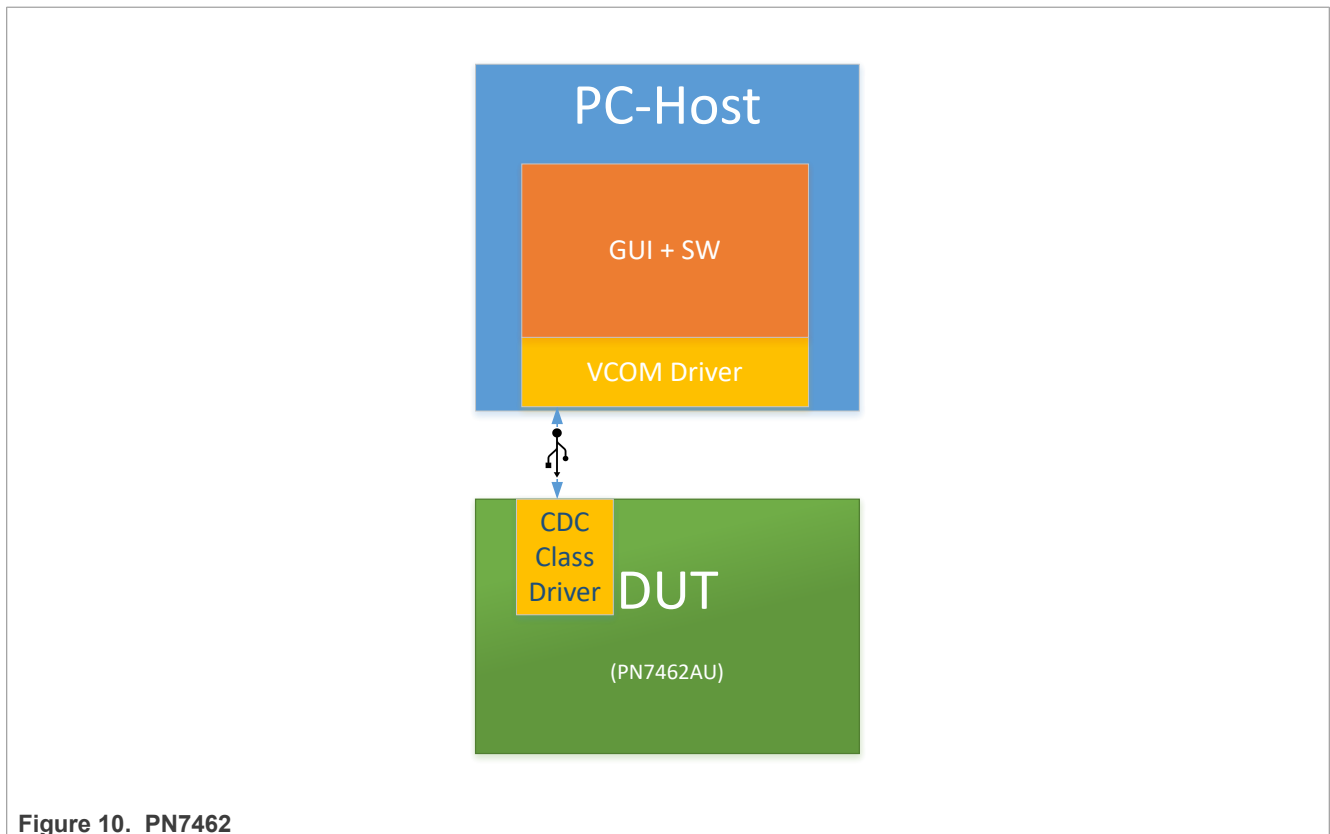 PC-Host
GUI + SW
VCOM Driver
CDC
Class
Driver
DUT
(PN7462AU)
Figure 10. PN7462